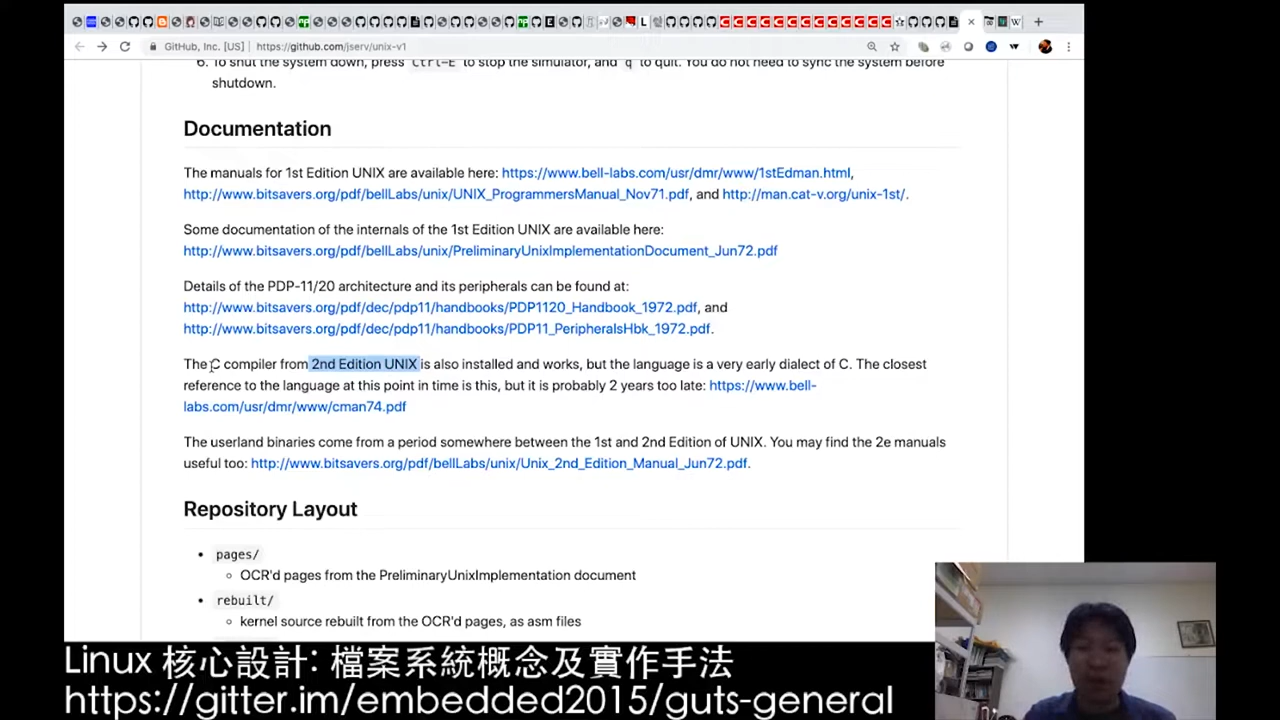 GitHub, Inc. [US] | https://github.com/jserv/unix-v1
6. To shut the system down, press Ctrl-E to stop the simulator, and q to quit. You do not need to sync the system before
shutdown.
Documentation
The manuals for 1st Edition UNIX are available here: https://www.bell-labs.com/usr/dmr/www/1stEdman.html,
http://www.bitsavers.org/pdf/bellLabs/unix/UNIX_ProgrammersManual_Nov71.pdf, and http://man.cat-v.org/unix-1st/.
Some documentation of the internals of the 1st Edition UNIX are available here:
http://www.bitsavers.org/pdf/bellLabs/unix/PreliminaryUnixImplementationDocument_Jun72.pdf
Details of the PDP-11/20 architecture and its peripherals can be found at:
http://www.bitsavers.org/pdf/dec/pdp11/handbooks/PDP1120_Handbook_1972.pdf, and
http://www.bitsavers.org/pdf/dec/pdp11/handbooks/PDP11_PeripheralsHbk_1972.pdf.
The C compiler from 2nd Edition UNIX is also installed and works, but the language is a very early dialect of C. The closest
reference to the language at this point in time is this, but it is probably 2 years too late: https://www.bell-
labs.com/usr/dmr/www/cman74.pdf
The userland binaries come from a period somewhere between the 1st and 2nd Edition of UNIX. You may find the 2e manuals
useful too: http://www.bitsavers.org/pdf/bellLabs/unix/Unix_2nd_Edition_Manual_Jun72.pdf.
Repository Layout
pages/
OCR'd pages from the PreliminaryUnixImplementation document
rebuilt/
kernel source rebuilt from the OCR'd pages, as asm files
Linux 核心設計: 檔案系統概念及實作手法
https://gitter.im/embedded2015/guts-general